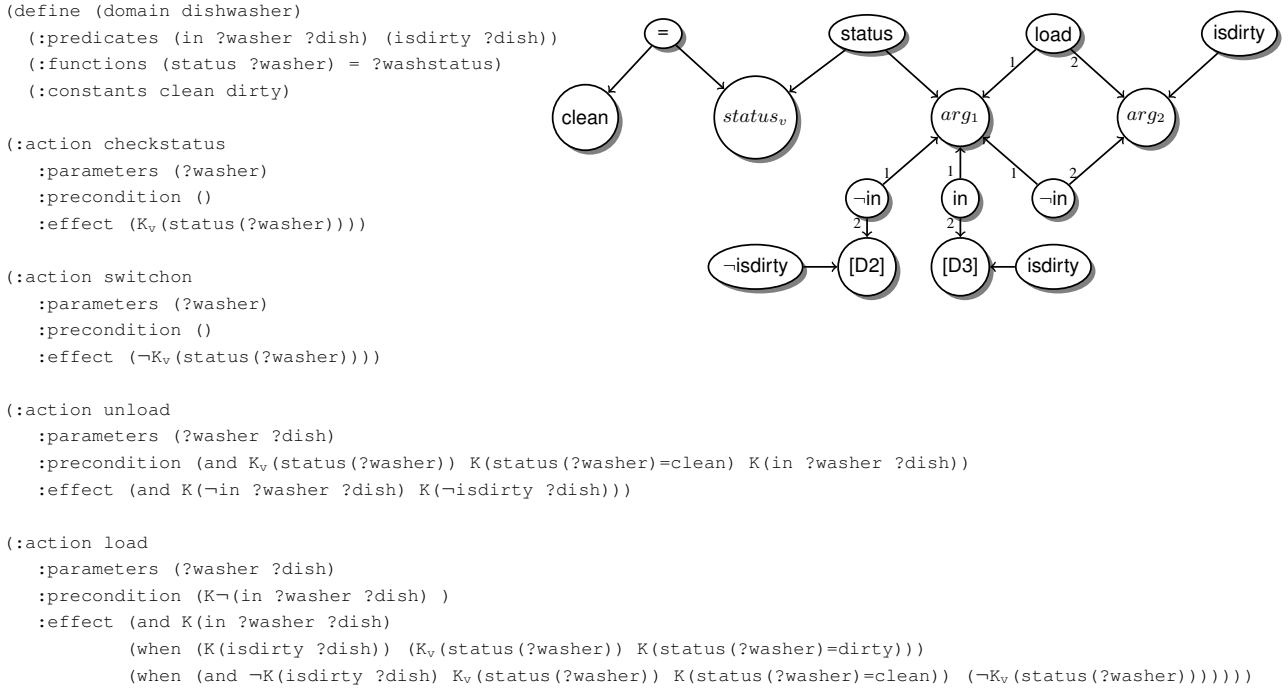 (define (domain dishwasher)
(:predicates (in ?washer ?dish) (isdirty ?dish))
(:functions (status ?washer) = ?washstatus)
(:constants clean dirty)
(:action checkstatus
:parameters (?washer)
:precondition ()
:effect (Kᵥ(status(?washer))))
(:action switchon
:parameters (?washer)
:precondition ()
:effect (¬Kᵥ(status(?washer))))
(:action unload
:parameters (?washer ?dish)
:precondition (and Kᵥ(status(?washer)) K(status(?washer)=clean) K(in ?washer ?dish))
:effect (and K(¬in ?washer ?dish) K(¬isdirty ?dish)))
(:action load
:parameters (?washer ?dish)
:precondition (K¬(in ?washer ?dish) )
:effect (and K(in ?washer ?dish)
(when (K(isdirty ?dish)) (Kᵥ(status(?washer)) K(status(?washer)=dirty)))
(when (and ¬K(isdirty ?dish) Kᵥ(status(?washer)) K(status(?washer)=clean)) (¬Kᵥ(status(?washer)))))))
= status load isdirty
1 2
clean statusᵥ arg₁ arg₂
1 1 1 2
¬in in ¬in
2 2
¬isdirty [D2] [D3] isdirty